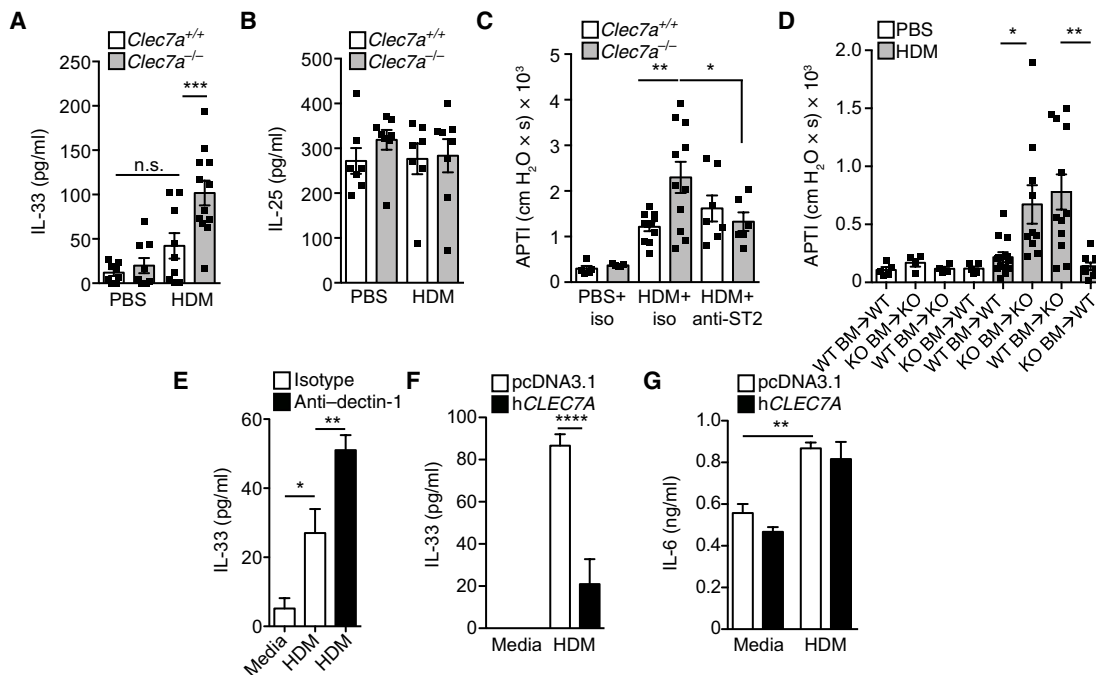 A
Clec7a+/+
Clec7a–/–
IL-33 (pg/ml)
250
200
150
100
50
0
n.s.
***
PBS HDM
B
Clec7a+/+
Clec7a–/–
IL-25 (pg/ml)
500
400
300
200
100
0
PBS HDM
C
Clec7a+/+
Clec7a–/–
APTI (cm H₂O × s) × 10³
5
4
3
2
1
0
** *
PBS+ HDM+ HDM+
iso iso anti-ST2
D
PBS
HDM
APTI (cm H₂O × s) × 10³
2.0
1.5
1.0
0.5
0
* **
WT BM→WT
KO BM→KO
WT BM→KO
KO BM→WT
WT BM→WT
KO BM→KO
WT BM→KO
KO BM→WT
E
Isotype
Anti–dectin-1
IL-33 (pg/ml)
60
40
20
0
* **
Media
HDM
HDM
F
pcDNA3.1
hCLEC7A
IL-33 (pg/ml)
100
80
60
40
20
0
****
Media HDM
G
pcDNA3.1
hCLEC7A
IL-6 (ng/ml)
1.0
0.8
0.6
0.4
0.2
0
**
Media HDM